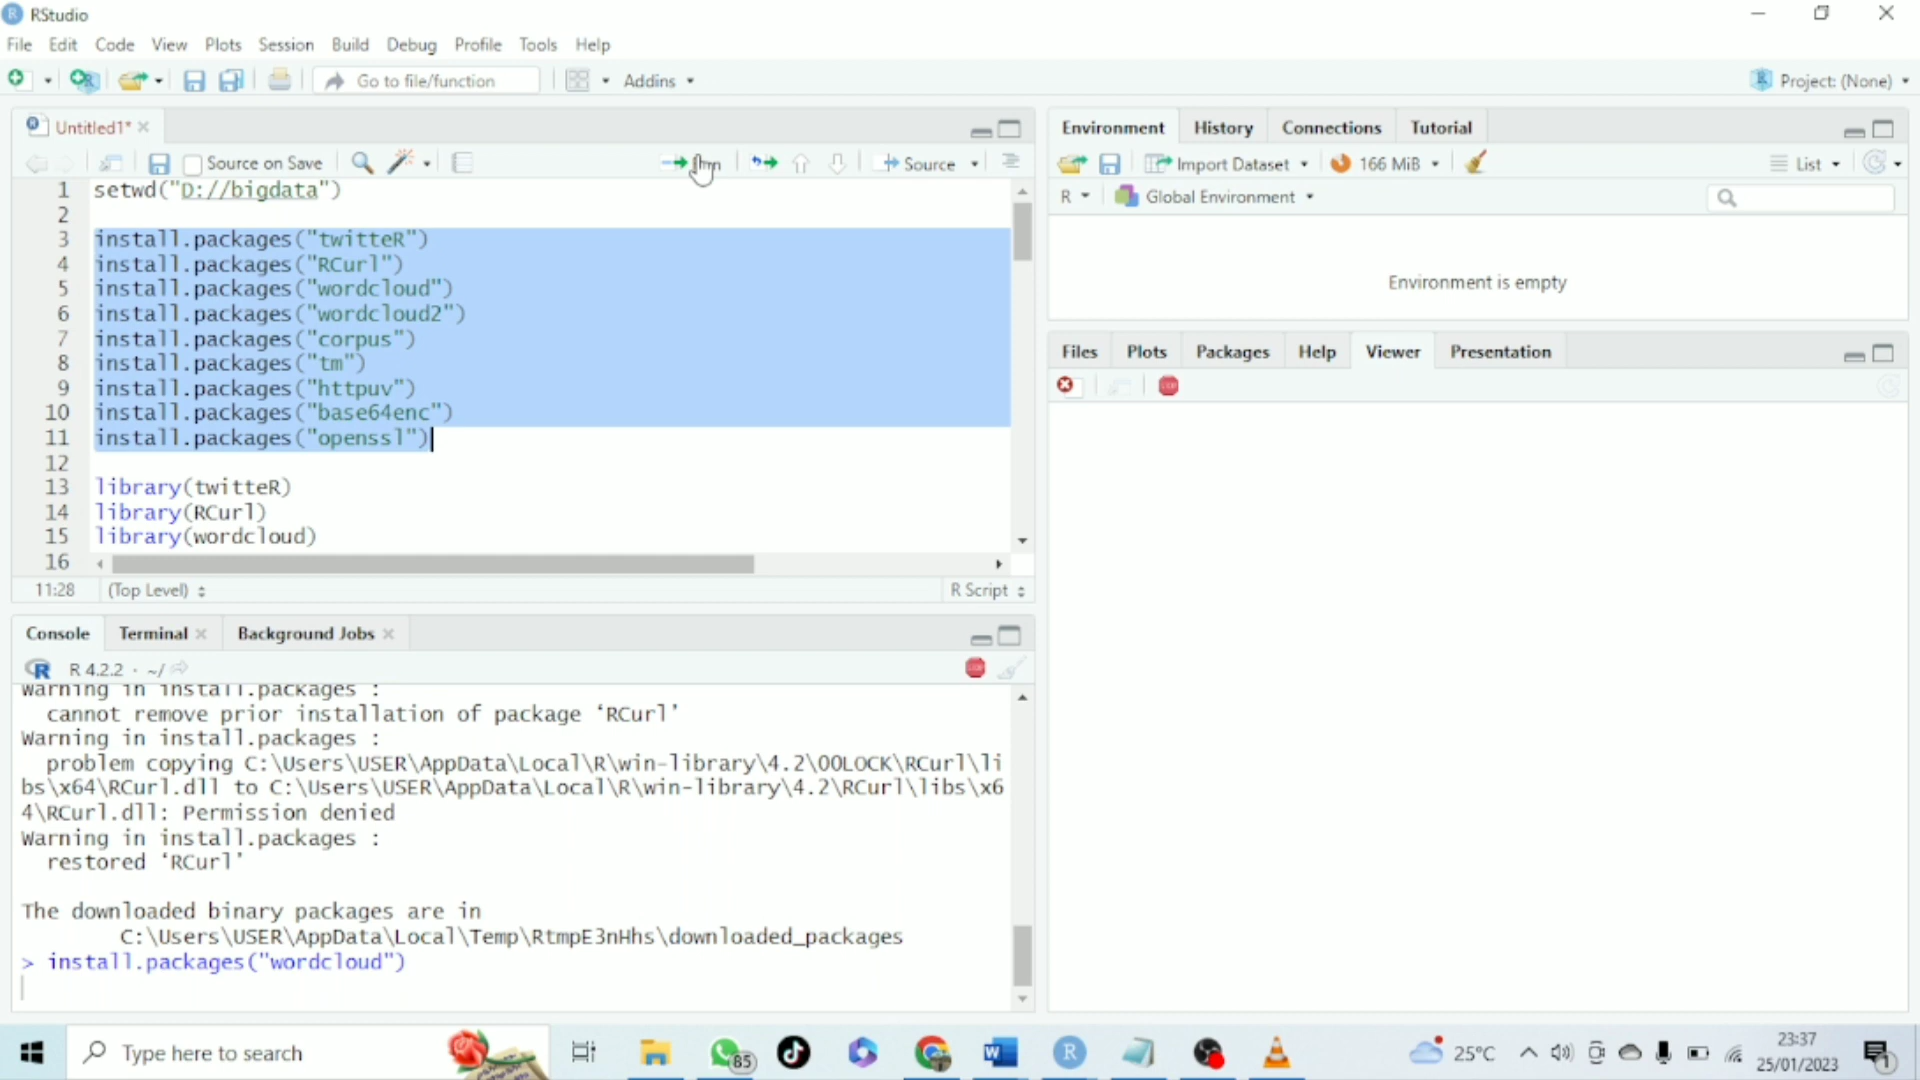 RStudio
File Edit Code View Plots Session Build Debug Profile Tools Help
Go to file/function Addins Project: (None)
Untitled1*
Source on Save Source
1 setwd("D://bigdata")
2
3 install.packages("twitteR")
4 install.packages("RCurl")
5 install.packages("wordcloud")
6 install.packages("wordcloud2")
7 install.packages("corpus")
8 install.packages("tm")
9 install.packages("httpuv")
10 install.packages("base64enc")
11 install.packages("openssl")
12
13 library(twitteR)
14 library(RCurl)
15 library(wordcloud)
16
11:28 (Top Level) R Script
Console Terminal Background Jobs
R 4.2.2 · ~/
Warning in install.packages :
cannot remove prior installation of package ‘RCurl’
Warning in install.packages :
problem copying C:\Users\USER\AppData\Local\R\win-library\4.2\00LOCK\RCurl\li
bs\x64\RCurl.dll to C:\Users\USER\AppData\Local\R\win-library\4.2\RCurl\libs\x6
4\RCurl.dll: Permission denied
Warning in install.packages :
restored ‘RCurl’
The downloaded binary packages are in
C:\Users\USER\AppData\Local\Temp\RtmpE3nHhs\downloaded_packages
> install.packages("wordcloud")
Environment History Connections Tutorial
Import Dataset 166 MiB List
R Global Environment
Environment is empty
Files Plots Packages Help Viewer Presentation
STOP
Type here to search
85
25°C
23:37
25/01/2023
1